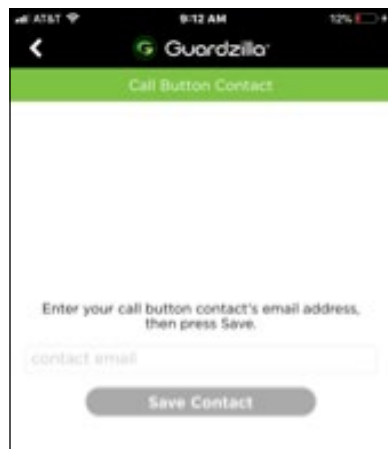 AT&T 9:12 AM 12%
Guardzilla
Call Button Contact
Enter your call button contact's email address,
then press Save.
contact email
Save Contact